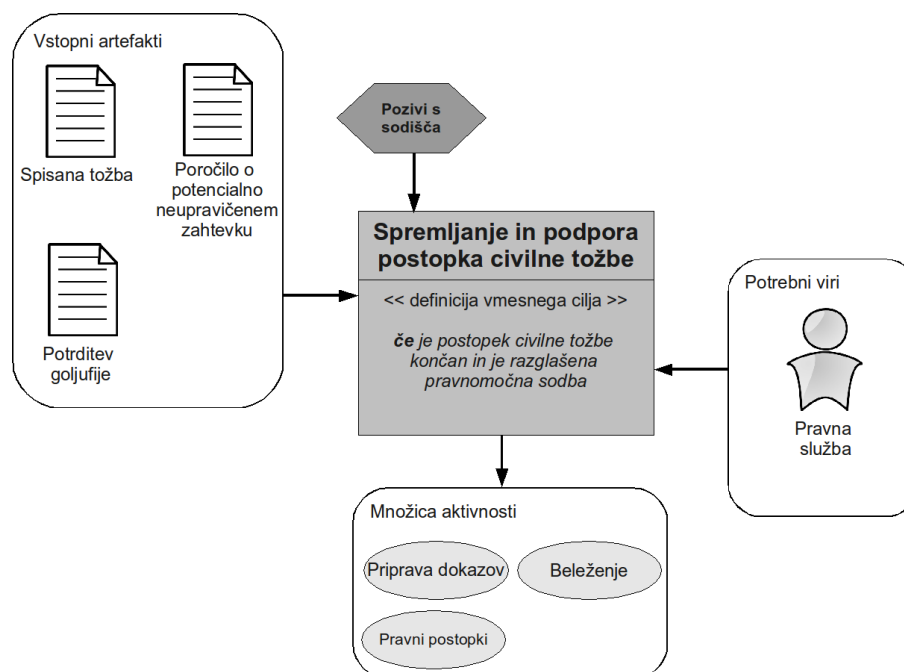 Vstopni artefakti
Spisana tožba
Poročilo o
potencialno
neupravičenem
zahtevku
Potrditev
goljufije
Pozivi s
sodišča
Spremljanje in podpora
postopka civilne tožbe
<< definicija vmesnega cilja >>
če je postopek civilne tožbe
končan in je razglašena
pravnomočna sodba
Potrebni viri
Pravna
služba
Množica aktivnosti
Priprava dokazov
Beleženje
Pravni postopki